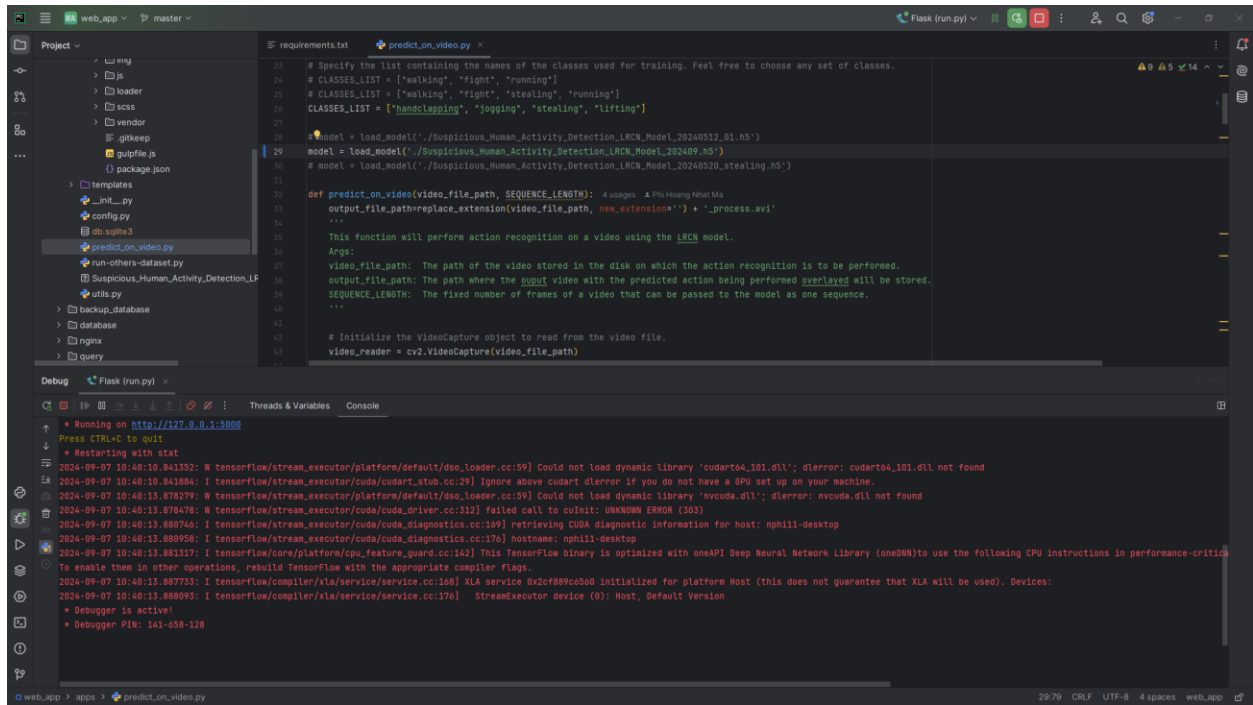 WA web_app master Flask (run.py)
Project
requirements.txt
predict_on_video.py
img
js
loader
scss
vendor
.gitkeep
gulpfile.js
package.json
templates
__init__.py
config.py
db.sqlite3
predict_on_video.py
run-others-dataset.py
Suspicious_Human_Activity_Detection_LR
utils.py
backup_database
database
nginx
query
23 # Specify the list containing the names of the classes used for training. Feel free to choose any set of classes.
24 # CLASSES_LIST = ["walking", "fight", "running"]
25 # CLASSES_LIST = ["walking", "fight", "stealing", "running"]
26 CLASSES_LIST = ["handclapping", "jogging", "stealing", "lifting"]
27
28 # model = load_model('./Suspicious_Human_Activity_Detection_LRCN_Model_20240512_01.h5')
29 model = load_model('./Suspicious_Human_Activity_Detection_LRCN_Model_202409.h5')
30 # model = load_model('./Suspicious_Human_Activity_Detection_LRCN_Model_20240520_stealing.h5')
31
32 def predict_on_video(video_file_path, SEQUENCE_LENGTH): 4 usages Phi Hoang Nhat Ma
33 output_file_path=replace_extension(video_file_path, new_extension='') + '_process.avi'
34 '''
35 This function will perform action recognition on a video using the LRCN model.
36 Args:
37 video_file_path: The path of the video stored in the disk on which the action recognition is to be performed.
38 output_file_path: The path where the ouput video with the predicted action being performed overlayed will be stored.
39 SEQUENCE_LENGTH: The fixed number of frames of a video that can be passed to the model as one sequence.
40 '''
41
42 # Initialize the VideoCapture object to read from the video file.
43 video_reader = cv2.VideoCapture(video_file_path)
9 5 14
Debug Flask (run.py)
Threads & Variables Console
* Running on http://127.0.0.1:5000
Press CTRL+C to quit
* Restarting with stat
2024-09-07 10:40:10.841352: W tensorflow/stream_executor/platform/default/dso_loader.cc:59] Could not load dynamic library 'cudart64_101.dll'; dlerror: cudart64_101.dll not found
2024-09-07 10:40:10.841884: I tensorflow/stream_executor/cuda/cudart_stub.cc:29] Ignore above cudart dlerror if you do not have a GPU set up on your machine.
2024-09-07 10:40:13.878279: W tensorflow/stream_executor/platform/default/dso_loader.cc:59] Could not load dynamic library 'nvcuda.dll'; dlerror: nvcuda.dll not found
2024-09-07 10:40:13.878478: W tensorflow/stream_executor/cuda/cuda_driver.cc:312] failed call to cuInit: UNKNOWN ERROR (303)
2024-09-07 10:40:13.880746: I tensorflow/stream_executor/cuda/cuda_diagnostics.cc:169] retrieving CUDA diagnostic information for host: nphi11-desktop
2024-09-07 10:40:13.880958: I tensorflow/stream_executor/cuda/cuda_diagnostics.cc:176] hostname: nphi11-desktop
2024-09-07 10:40:13.881317: I tensorflow/core/platform/cpu_feature_guard.cc:142] This TensorFlow binary is optimized with oneAPI Deep Neural Network Library (oneDNN)to use the following CPU instructions in performance-critica
To enable them in other operations, rebuild TensorFlow with the appropriate compiler flags.
2024-09-07 10:40:13.887733: I tensorflow/compiler/xla/service/service.cc:168] XLA service 0x2cf889c6560 initialized for platform Host (this does not guarantee that XLA will be used). Devices:
2024-09-07 10:40:13.888093: I tensorflow/compiler/xla/service/service.cc:176] StreamExecutor device (0): Host, Default Version
* Debugger is active!
* Debugger PIN: 141-658-128
web_app > apps > predict_on_video.py
29:79 CRLF UTF-8 4 spaces web_app